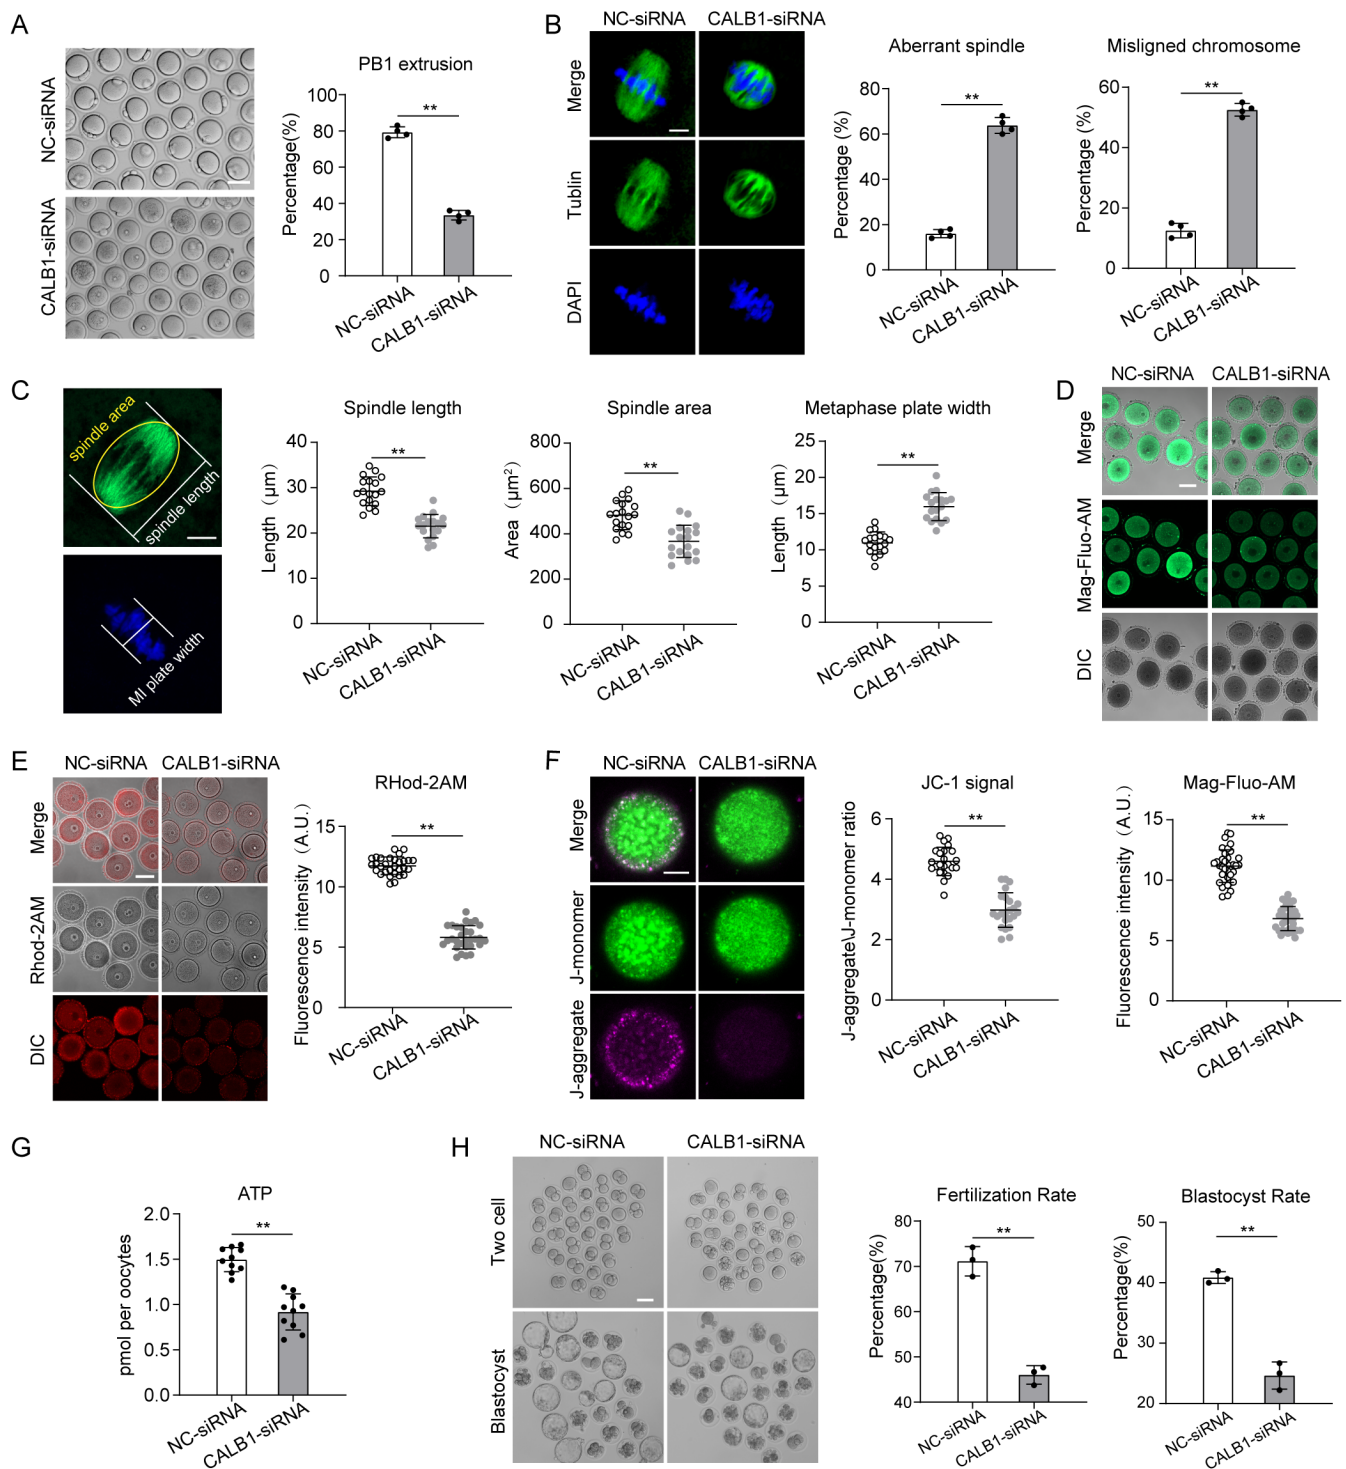 A
NC-siRNA
CALB1-siRNA
PB1 extrusion
Percentage(%)
100
80
60
40
20
0
**
NC-siRNA
CALB1-siRNA
B
NC-siRNA CALB1-siRNA
Merge
Tublin
DAPI
Aberrant spindle
Percentage (%)
80
60
40
20
0
**
NC-siRNA
CALB1-siRNA
Misligned chromosome
Percentage (%)
60
40
20
0
**
NC-siRNA
CALB1-siRNA
C
spindle area
spindle length
MI plate width
Spindle length
Length (μm)
40
30
20
10
0
**
NC-siRNA
CALB1-siRNA
Spindle area
Area (μm²)
800
600
400
200
0
**
NC-siRNA
CALB1-siRNA
Metaphase plate width
Length (μm)
25
20
15
10
5
0
**
NC-siRNA
CALB1-siRNA
D
NC-siRNA CALB1-siRNA
Merge
Mag-Fluo-AM
DIC
E
NC-siRNA CALB1-siRNA
Merge
Rhod-2AM
DIC
RHod-2AM
Fluorescence intensity (A.U.)
15
10
5
0
**
NC-siRNA
CALB1-siRNA
F
NC-siRNA CALB1-siRNA
Merge
J-monomer
J-aggregate
JC-1 signal
J-aggregate\J-monomer ratio
6
4
2
0
**
NC-siRNA
CALB1-siRNA
Mag-Fluo-AM
Fluorescence intensity (A.U.)
15
10
5
0
**
NC-siRNA
CALB1-siRNA
G
ATP
pmol per oocytes
2.0
1.5
1.0
0.5
0.0
**
NC-siRNA
CALB1-siRNA
H
NC-siRNA CALB1-siRNA
Two cell
Blastocyst
Fertilization Rate
Percentage(%)
80
70
60
50
40
**
NC-siRNA
CALB1-siRNA
Blastocyst Rate
Percentage(%)
50
40
30
20
**
NC-siRNA
CALB1-siRNA